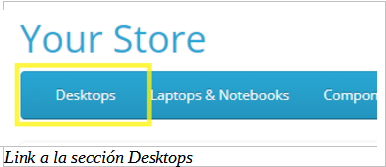 Your Store
Desktops Laptops & Notebooks Compon
Link a la sección Desktops